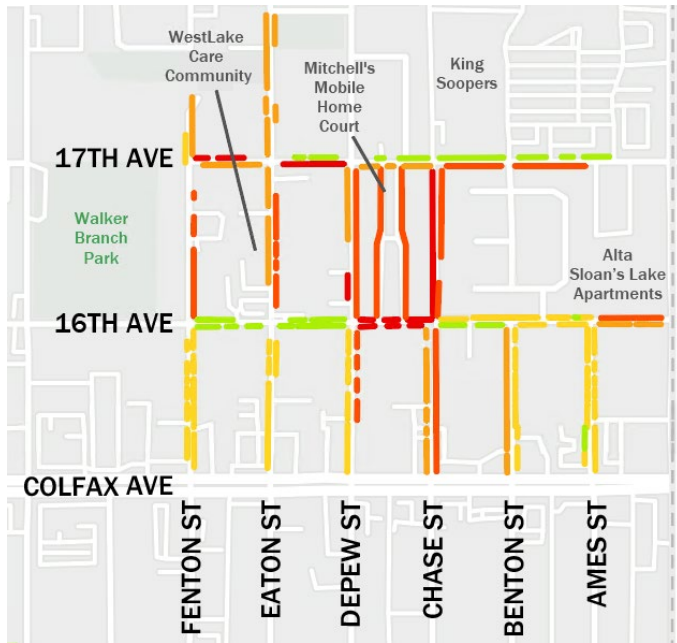 WestLake
Care
Community
Mitchell's
Mobile
Home
Court
King
Soopers
17TH AVE
Walker
Branch
Park
Alta
Sloan's Lake
Apartments
16TH AVE
COLFAX AVE
FENTON ST
EATON ST
DEPEW ST
CHASE ST
BENTON ST
AMES ST